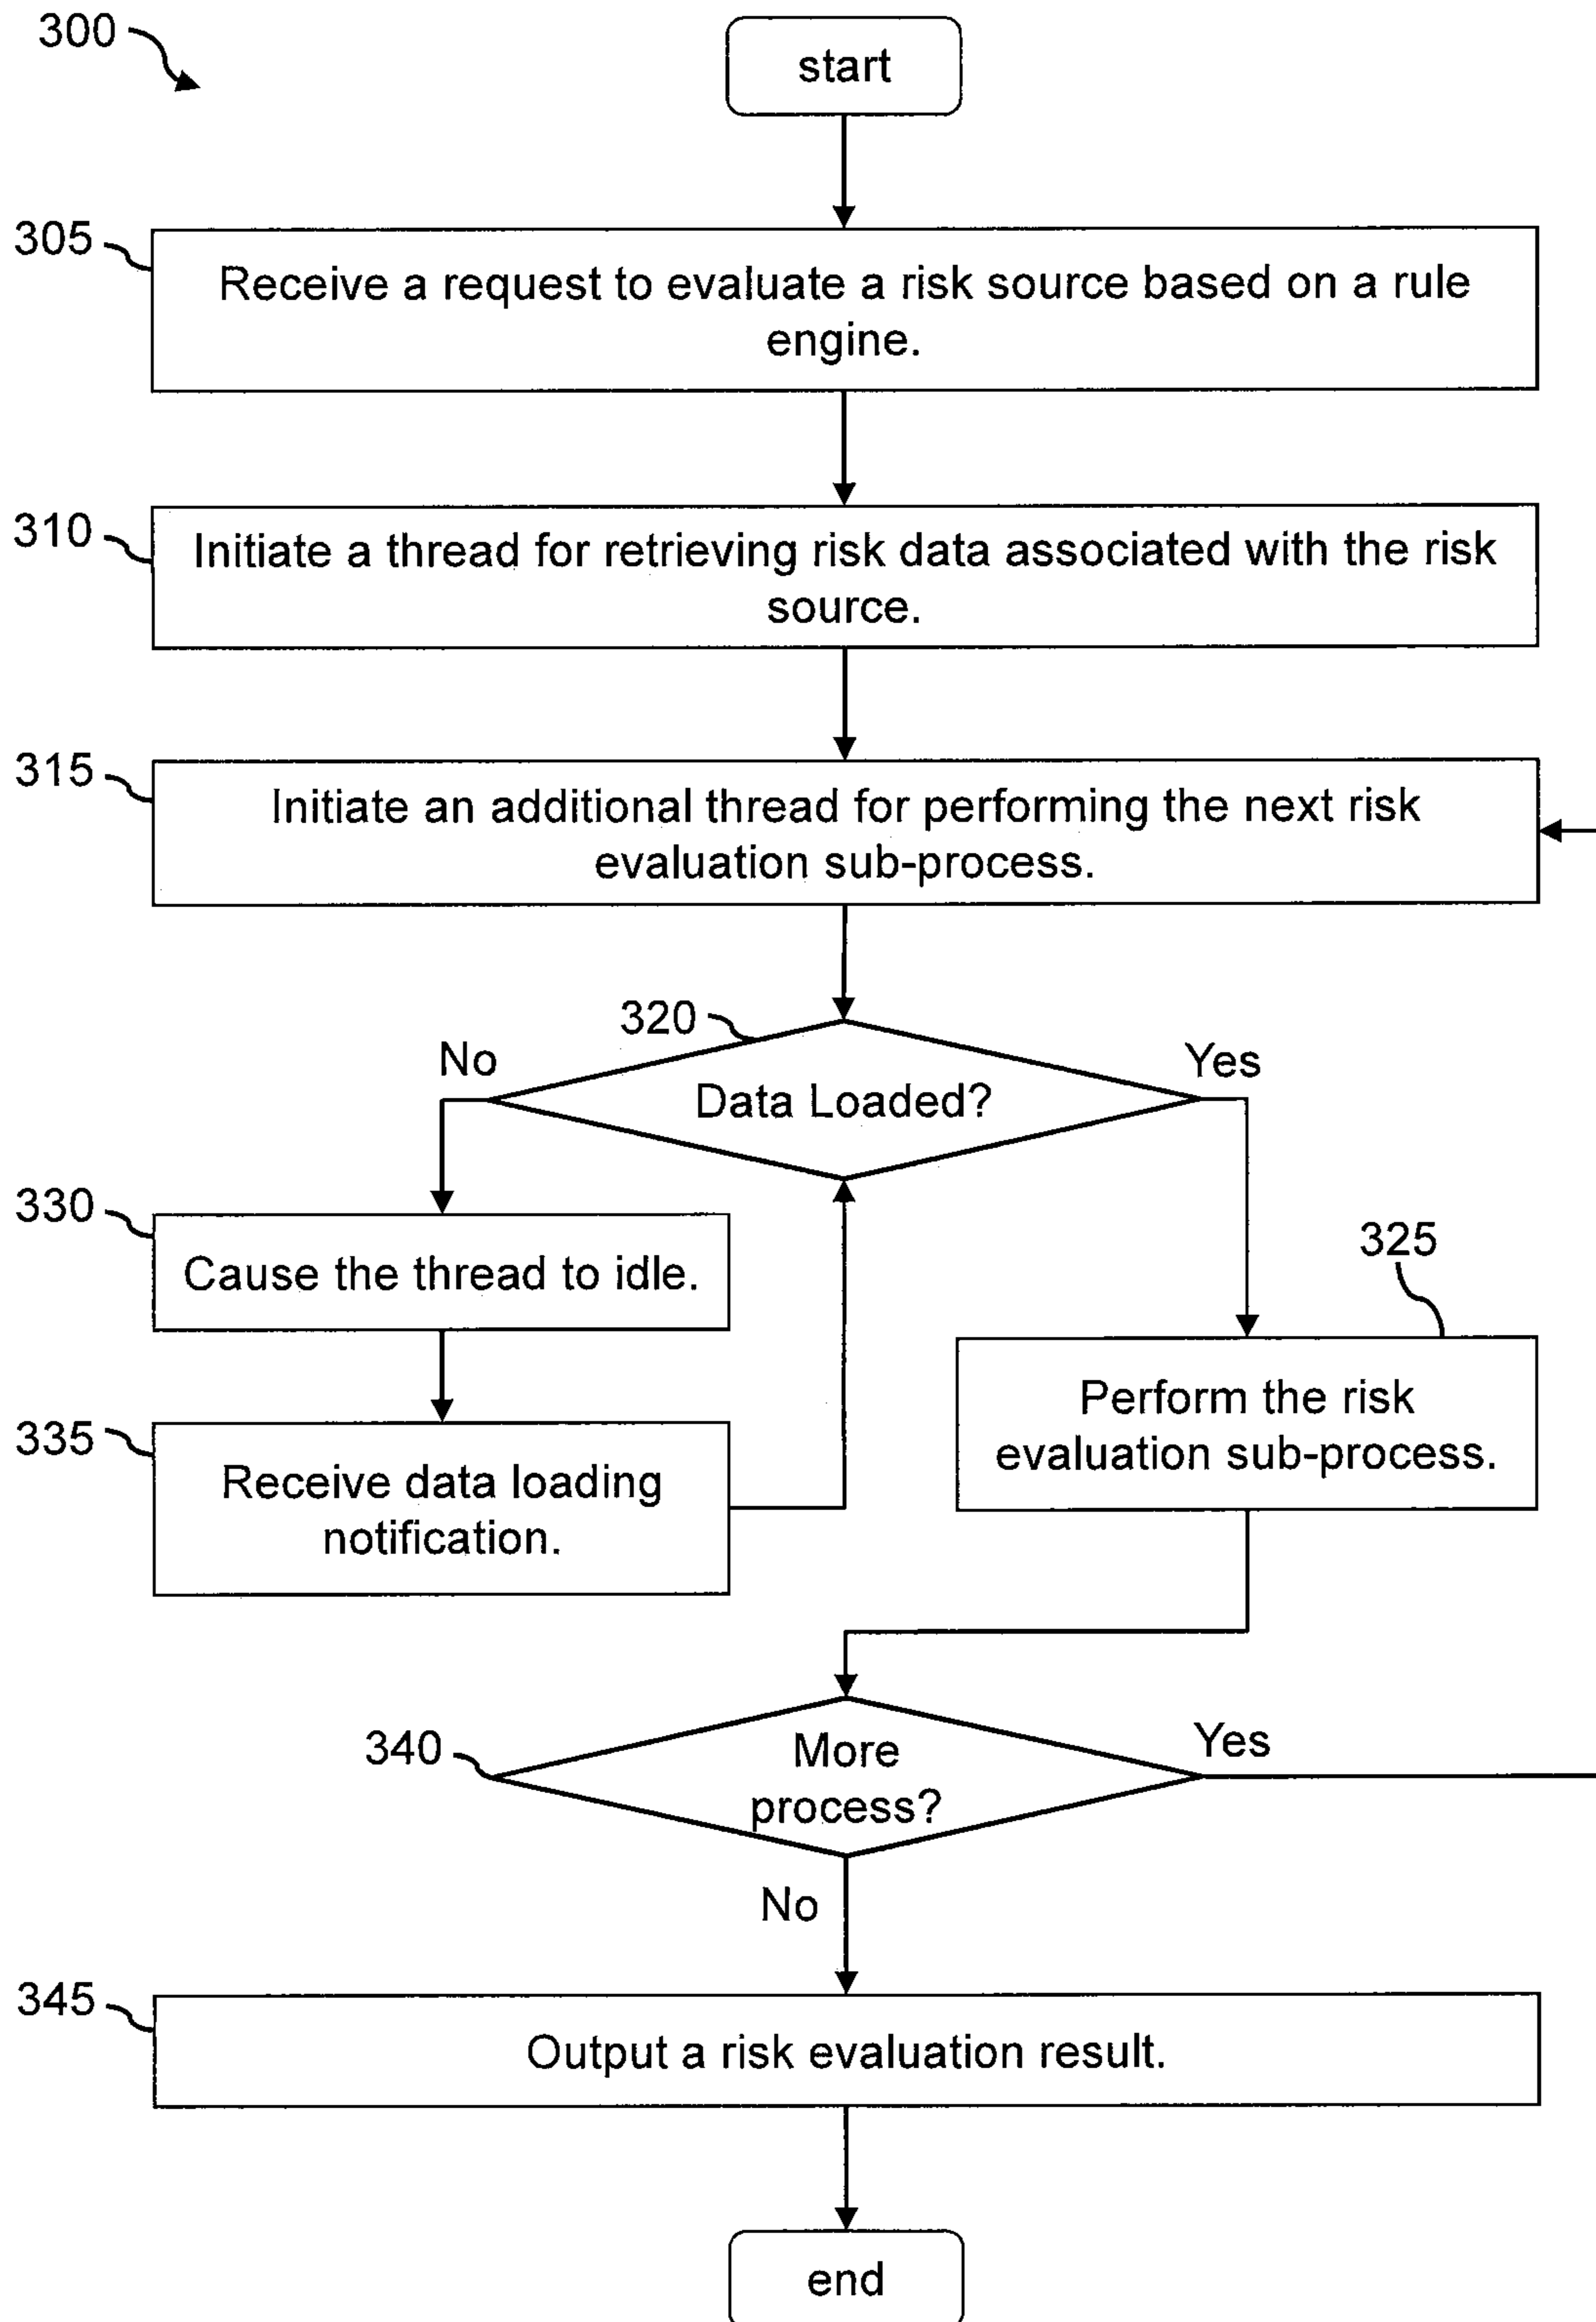 300
start
305
Receive a request to evaluate a risk source based on a rule
engine.
310
Initiate a thread for retrieving risk data associated with the risk
source.
315
Initiate an additional thread for performing the next risk
evaluation sub-process.
320
No
Yes
Data Loaded?
330
Cause the thread to idle.
325
Perform the risk
evaluation sub-process.
335
Receive data loading
notification.
340
More
process?
Yes
No
345
Output a risk evaluation result.
end